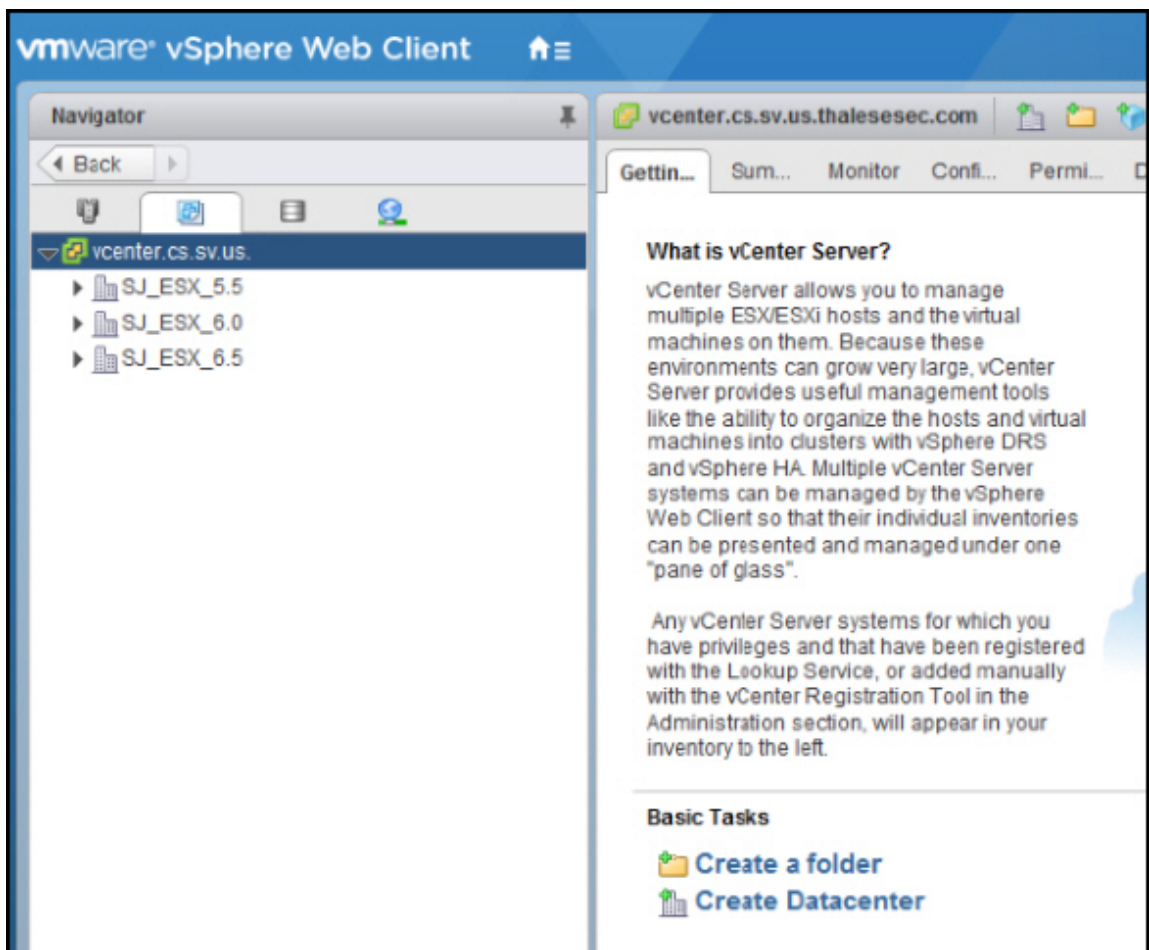 vmware® vSphere Web Client
Navigator
Back
vcenter.cs.sv.us.
SJ_ESX_5.5
SJ_ESX_6.0
SJ_ESX_6.5
vcenter.cs.sv.us.thalesesec.com
Gettin... Sum... Monitor Confi... Permi... D
What is vCenter Server?
vCenter Server allows you to manage
multiple ESX/ESXi hosts and the virtual
machines on them. Because these
environments can grow very large, vCenter
Server provides useful management tools
like the ability to organize the hosts and virtual
machines into clusters with vSphere DRS
and vSphere HA. Multiple vCenter Server
systems can be managed by the vSphere
Web Client so that their individual inventories
can be presented and managed under one
"pane of glass".
Any vCenter Server systems for which you
have privileges and that have been registered
with the Lookup Service, or added manually
with the vCenter Registration Tool in the
Administration section, will appear in your
inventory to the left.
Basic Tasks
Create a folder
Create Datacenter